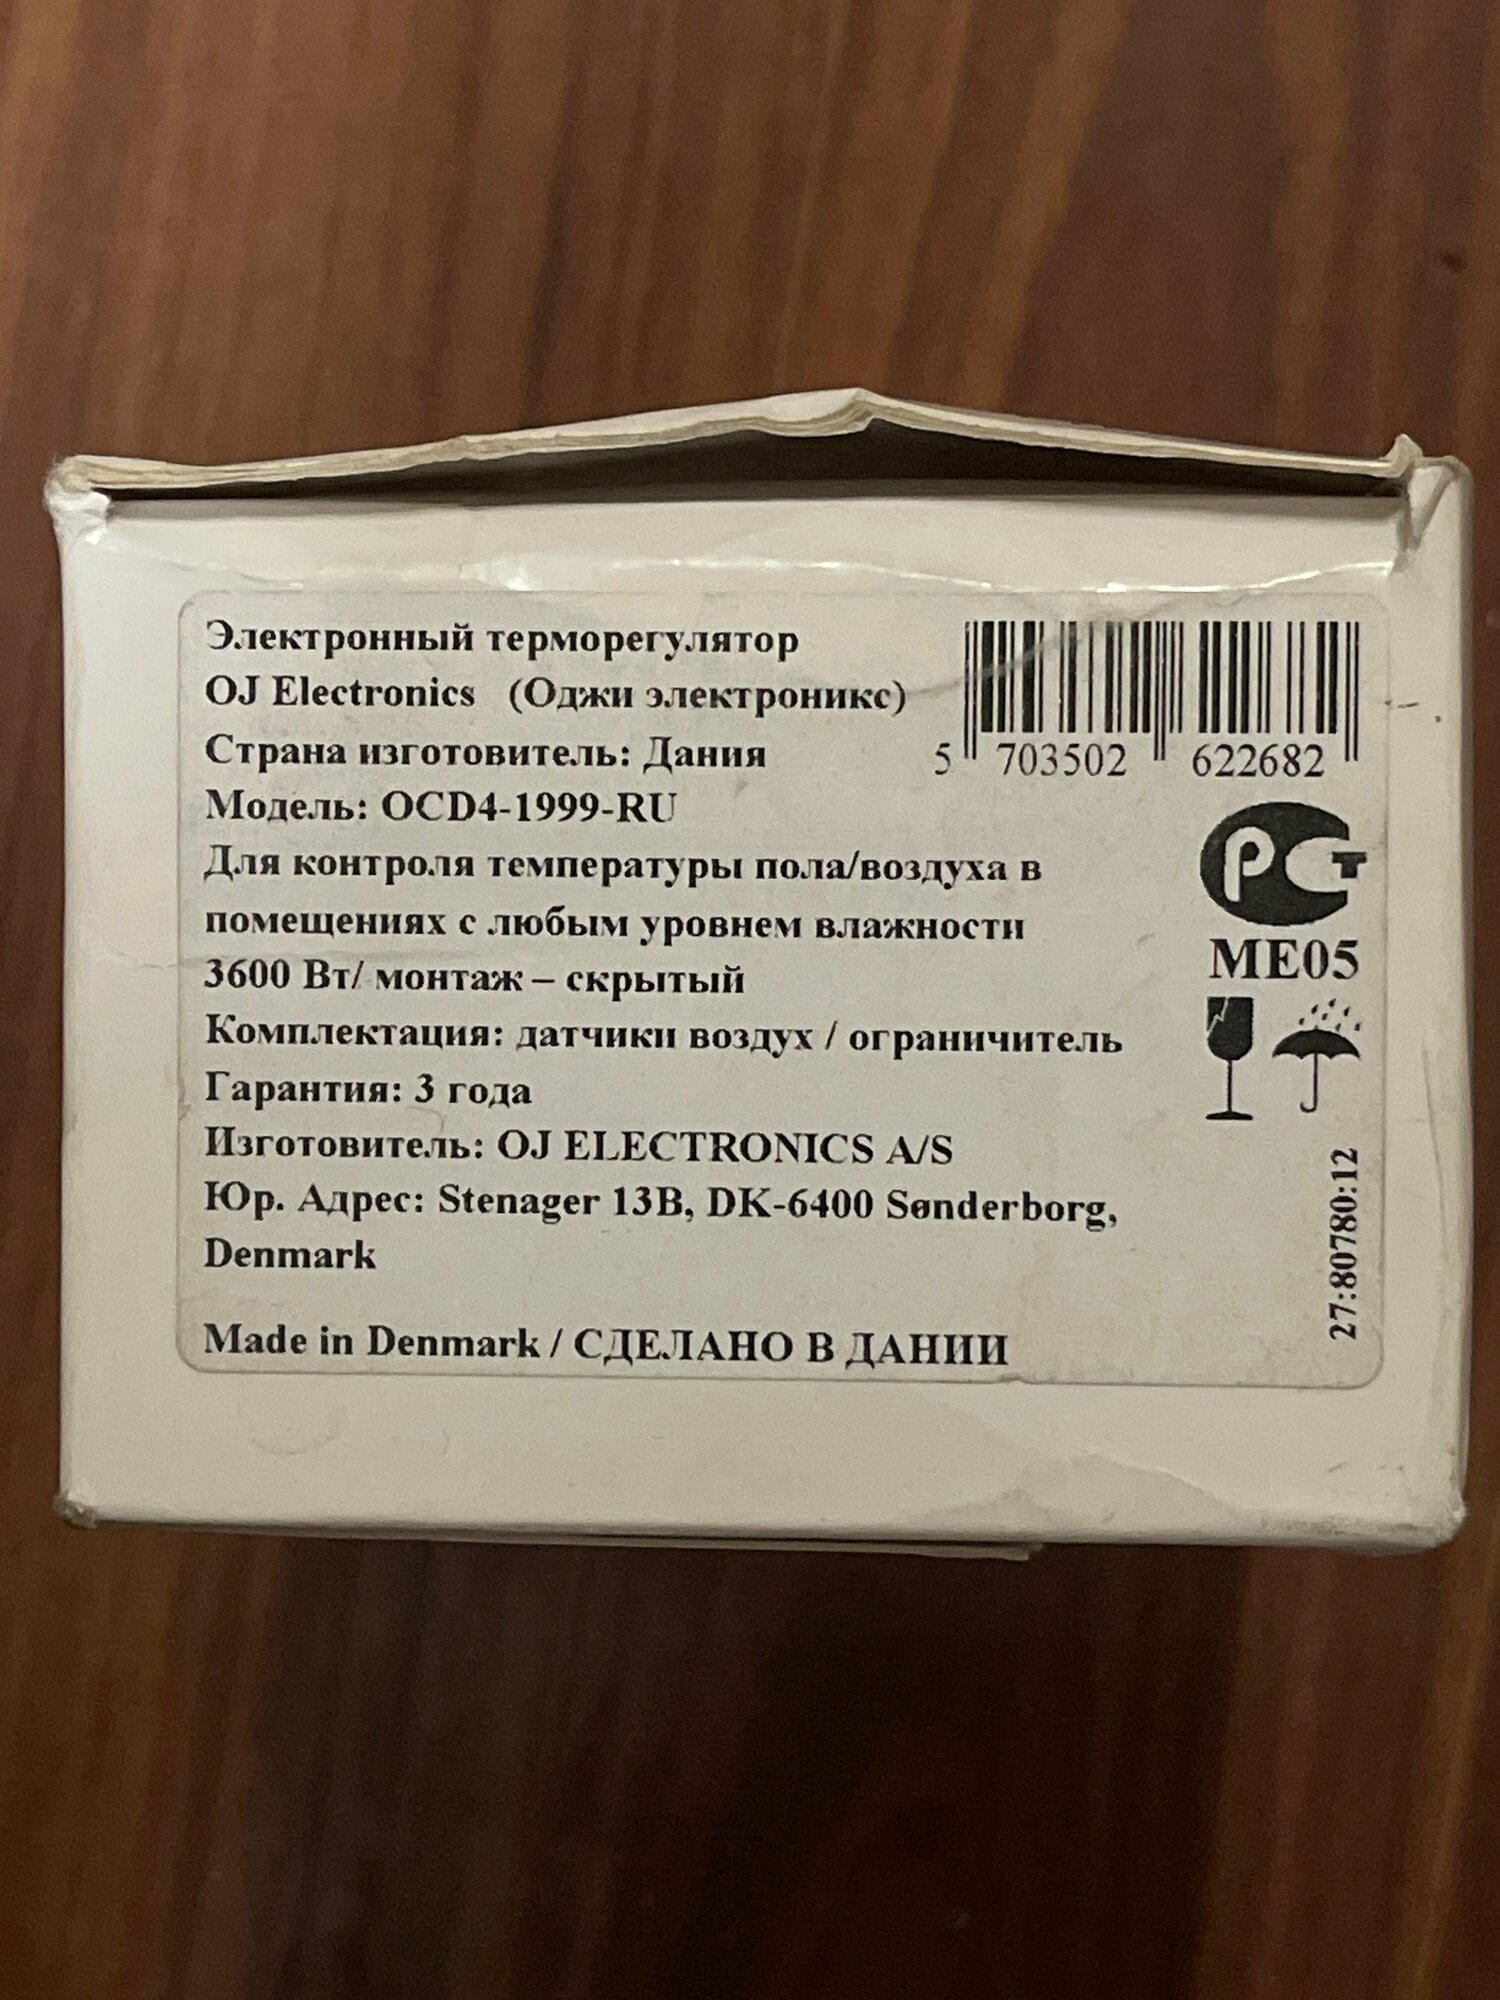 Электронный терморегулятор
OJ Electronics (Оджи электроникс)
Страна изготовитель: Дания
Модель: OCD4-1999-RU
Для контроля температуры пола/воздуха в
помещениях с любым уровнем влажности
3600 Вт/ монтаж – скрытый
Комплектация: датчики воздух / ограничитель
Гарантия: 3 года
Изготовитель: OJ ELECTRONICS A/S
Юр. Адрес: Stenager 13B, DK-6400 Sønderborg,
Denmark
Made in Denmark / СДЕЛАНО В ДАНИИ
5 703502 622682
РСТ
МЕ05
27:80780:12